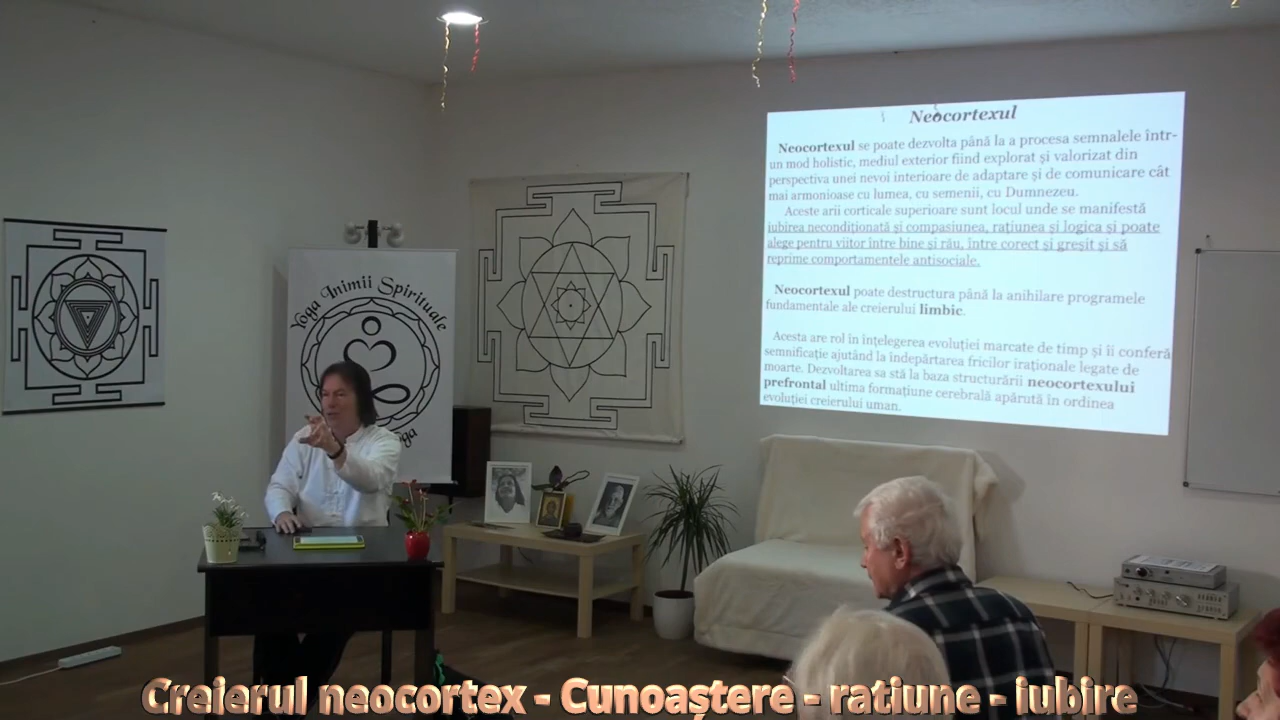 Neocortexul
Neocortexul se poate dezvolta până la a procesa semnalele într-
un mod holistic, mediul exterior fiind explorat și valorizat din
perspectiva unei nevoi interioare de adaptare și de comunicare cât
mai armonioase cu lumea, cu semenii, cu Dumnezeu.
Aceste arii corticale superioare sunt locul unde se manifestă
iubirea necondiționată și compasiunea, rațiunea și logica și poate
alege pentru viitor între bine și rău, între corect și greșit și să
reprime comportamentele antisociale.
Neocortexul poate destructura până la anihilare programele
fundamentale ale creierului limbic.
Acesta are rol în înțelegerea evoluției marcate de timp și îi conferă
semnificație ajutând la îndepărtarea fricilor iraționale legate de
moarte. Dezvoltarea sa stă la baza structurării neocortexului
prefrontal ultima formațiune cerebrală apărută în ordinea
evoluției creierului uman.
Yoga Inimii Spirituale
Creierul neocortex - Cunoaștere - rațiune - iubire